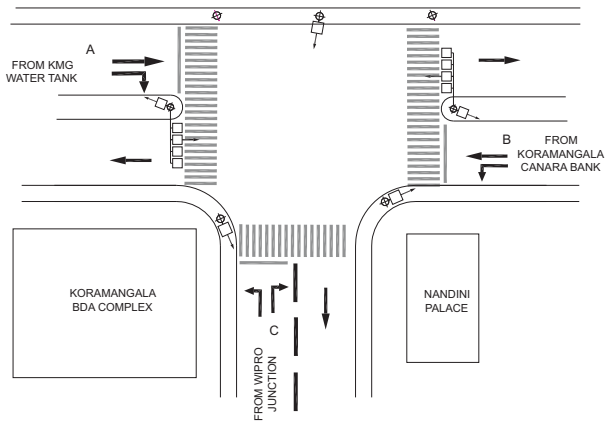 A
FROM KMG
WATER TANK
B
FROM
KORAMANGALA
CANARA BANK
KORAMANGALA
BDA COMPLEX
NANDINI
PALACE
C
FROM WIPRO
JUNCTION